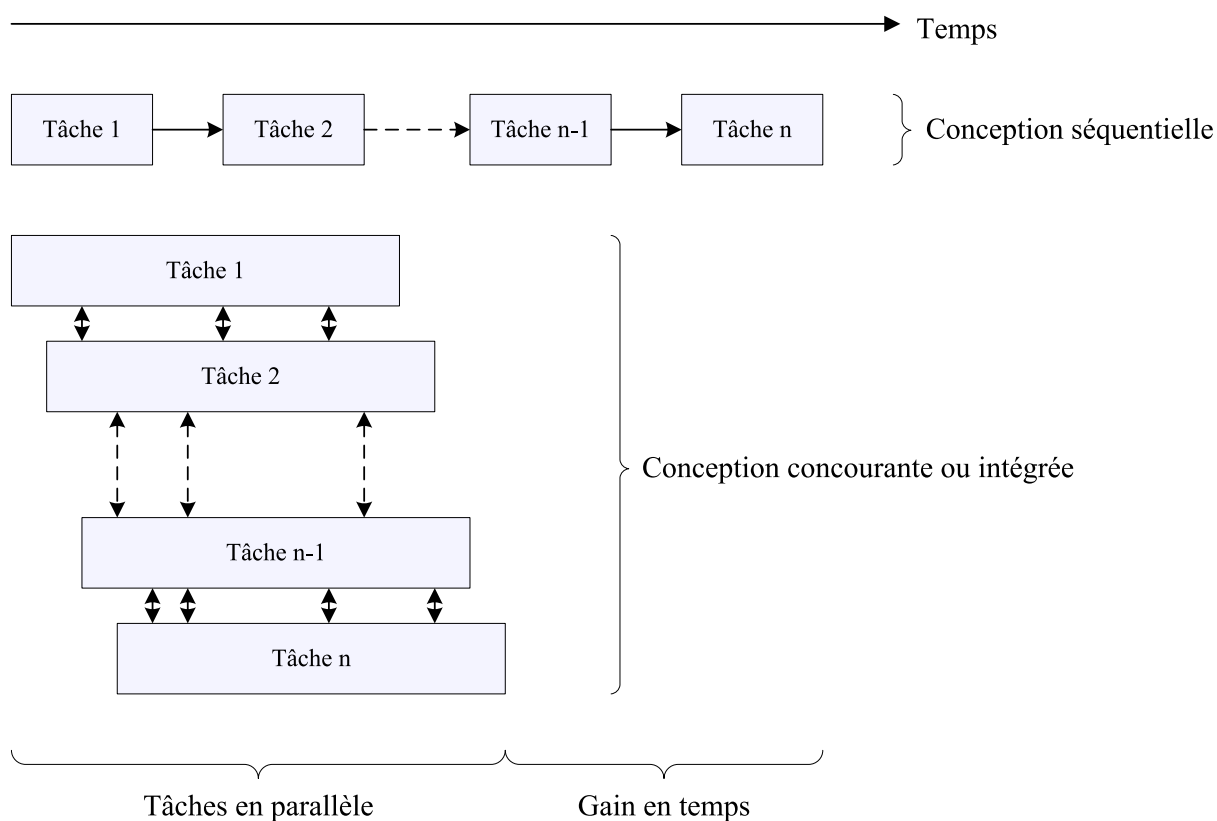 Temps
Tâche 1
Tâche 2
Tâche n-1
Tâche n
Conception séquentielle
Tâche 1
Tâche 2
Conception concourante ou intégrée
Tâche n-1
Tâche n
Tâches en parallèle
Gain en temps